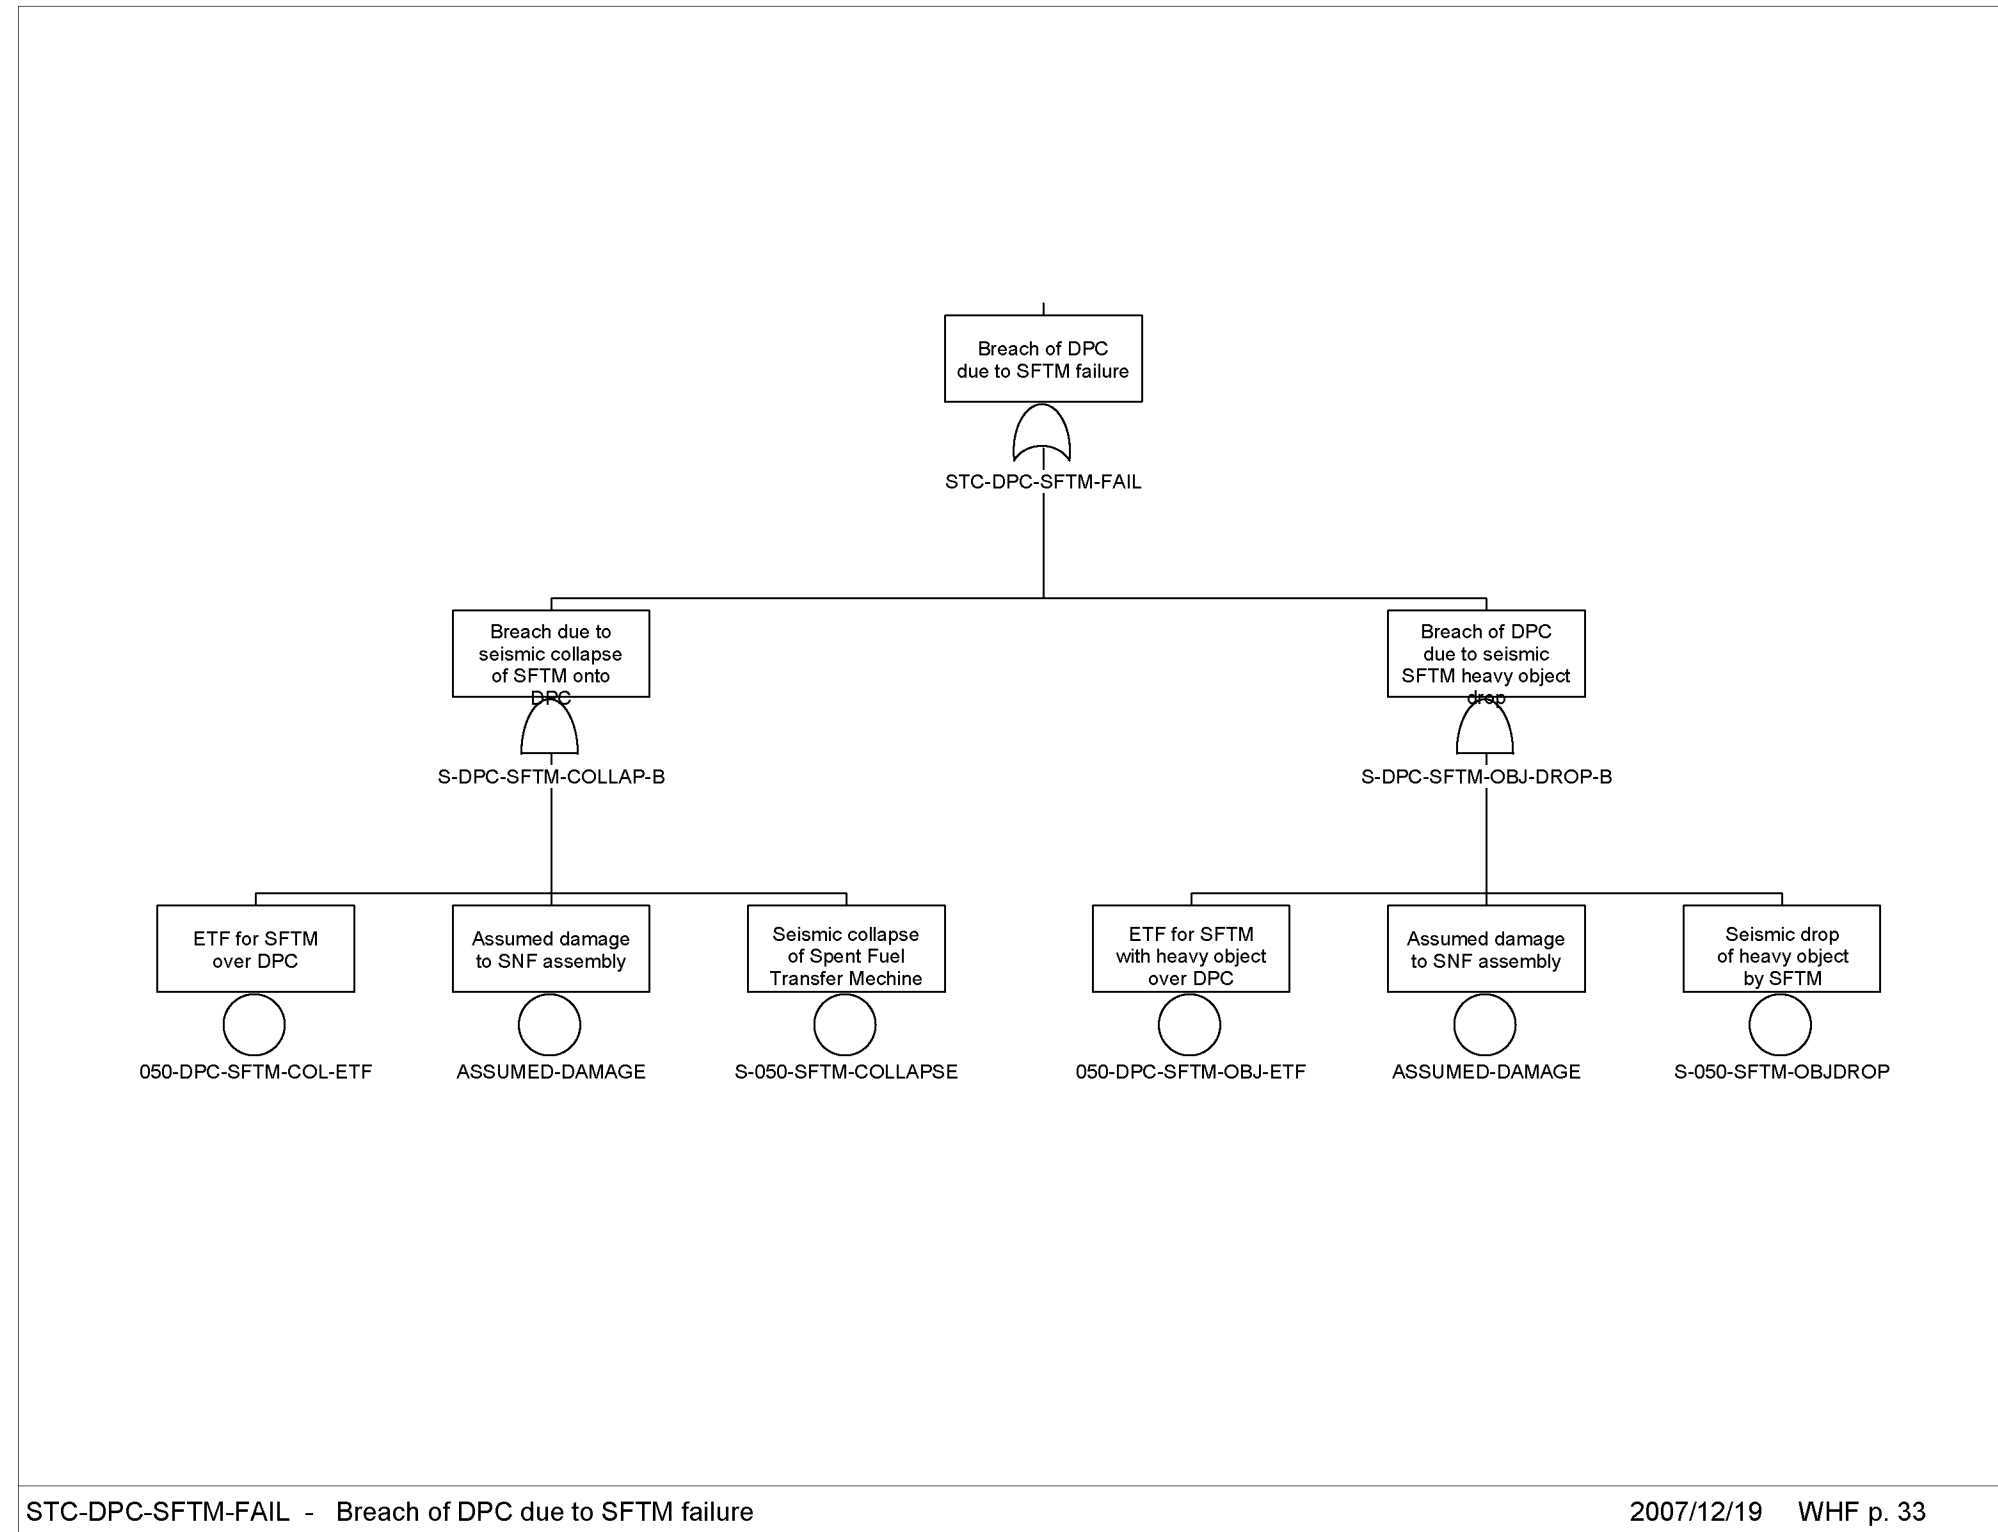 Breach of DPC
due to SFTM failure
STC-DPC-SFTM-FAIL
Breach due to
seismic collapse
of SFTM onto
DPC
S-DPC-SFTM-COLLAP-B
Breach of DPC
due to seismic
SFTM heavy object
drop
S-DPC-SFTM-OBJ-DROP-B
ETF for SFTM
over DPC
050-DPC-SFTM-COL-ETF
Assumed damage
to SNF assembly
ASSUMED-DAMAGE
Seismic collapse
of Spent Fuel
Transfer Mechine
S-050-SFTM-COLLAPSE
ETF for SFTM
with heavy object
over DPC
050-DPC-SFTM-OBJ-ETF
Assumed damage
to SNF assembly
ASSUMED-DAMAGE
Seismic drop
of heavy object
by SFTM
S-050-SFTM-OBJDROP
STC-DPC-SFTM-FAIL - Breach of DPC due to SFTM failure
2007/12/19 WHF p. 33